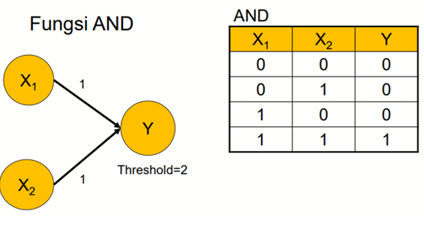 Fungsi AND
X1
1
X2
1
Y
Threshold=2
AND
X1 X2 Y
0 0 0
0 1 0
1 0 0
1 1 1